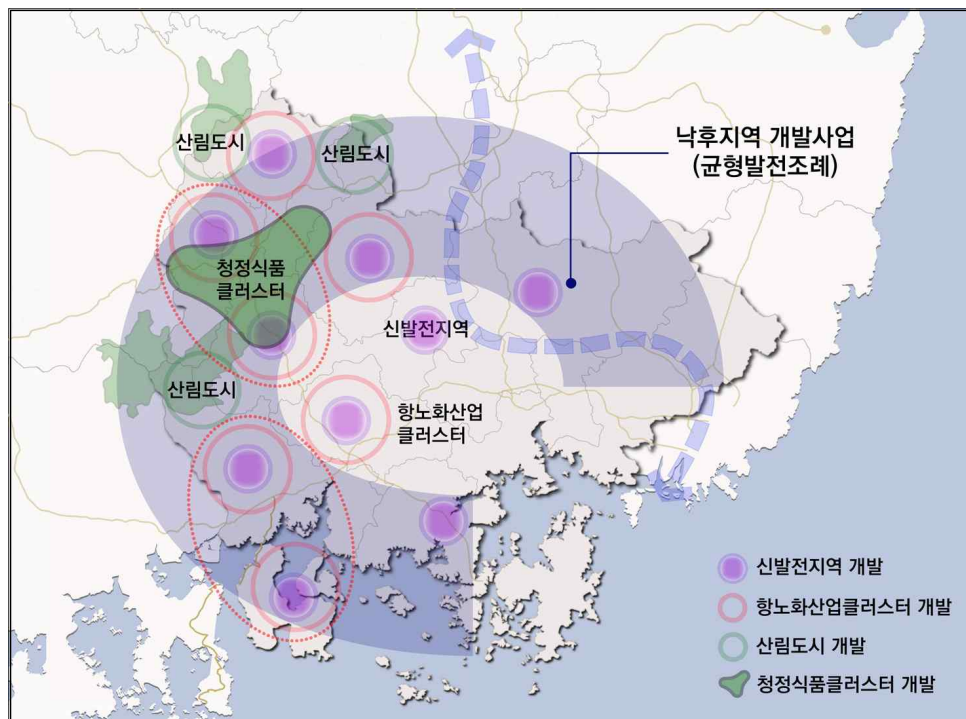 산림도시
산림도시
낙후지역 개발사업
(균형발전조례)
청정식품
클러스터
신발전지역
산림도시
항노화산업
클러스터
신발전지역 개발
항노화산업클러스터 개발
산림도시 개발
청정식품클러스터 개발